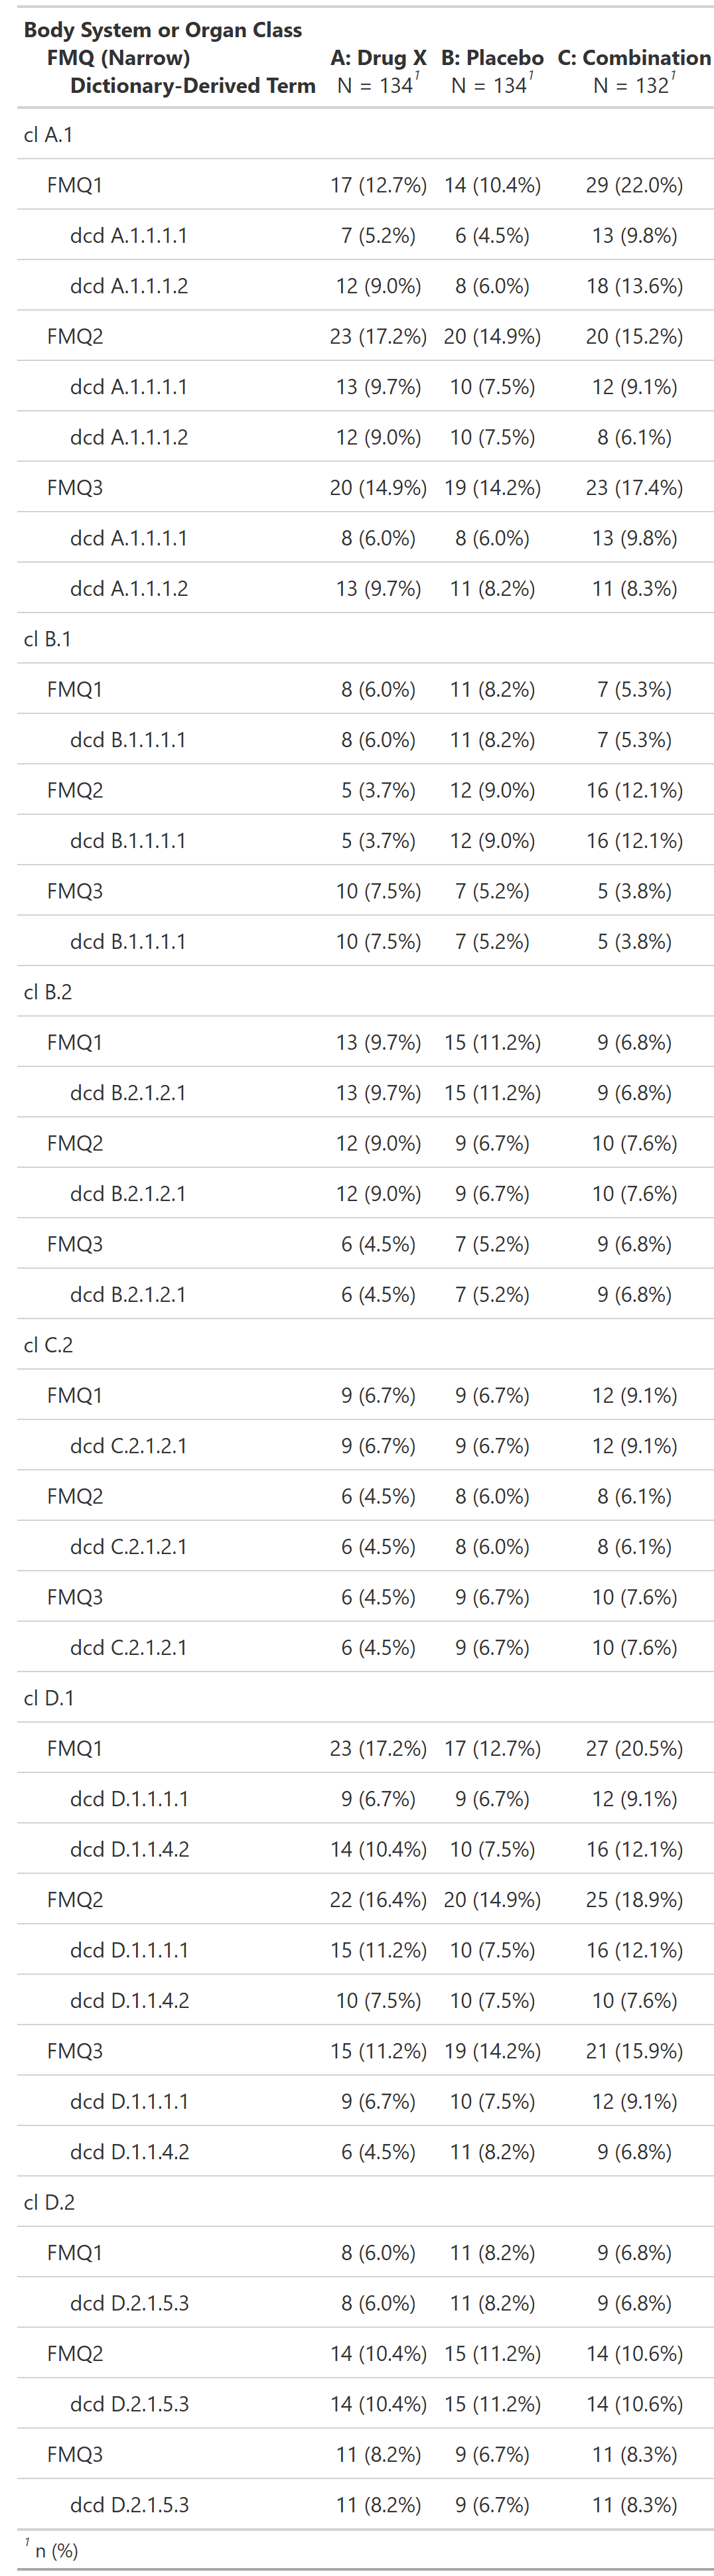 Body System or Organ Class
FMQ (Narrow) A: Drug X B: Placebo C: Combination
Dictionary-Derived Term N = 134¹ N = 134¹ N = 132¹
cl A.1
FMQ1 17 (12.7%) 14 (10.4%) 29 (22.0%)
dcd A.1.1.1.1 7 (5.2%) 6 (4.5%) 13 (9.8%)
dcd A.1.1.1.2 12 (9.0%) 8 (6.0%) 18 (13.6%)
FMQ2 23 (17.2%) 20 (14.9%) 20 (15.2%)
dcd A.1.1.1.1 13 (9.7%) 10 (7.5%) 12 (9.1%)
dcd A.1.1.1.2 12 (9.0%) 10 (7.5%) 8 (6.1%)
FMQ3 20 (14.9%) 19 (14.2%) 23 (17.4%)
dcd A.1.1.1.1 8 (6.0%) 8 (6.0%) 13 (9.8%)
dcd A.1.1.1.2 13 (9.7%) 11 (8.2%) 11 (8.3%)
cl B.1
FMQ1 8 (6.0%) 11 (8.2%) 7 (5.3%)
dcd B.1.1.1.1 8 (6.0%) 11 (8.2%) 7 (5.3%)
FMQ2 5 (3.7%) 12 (9.0%) 16 (12.1%)
dcd B.1.1.1.1 5 (3.7%) 12 (9.0%) 16 (12.1%)
FMQ3 10 (7.5%) 7 (5.2%) 5 (3.8%)
dcd B.1.1.1.1 10 (7.5%) 7 (5.2%) 5 (3.8%)
cl B.2
FMQ1 13 (9.7%) 15 (11.2%) 9 (6.8%)
dcd B.2.1.2.1 13 (9.7%) 15 (11.2%) 9 (6.8%)
FMQ2 12 (9.0%) 9 (6.7%) 10 (7.6%)
dcd B.2.1.2.1 12 (9.0%) 9 (6.7%) 10 (7.6%)
FMQ3 6 (4.5%) 7 (5.2%) 9 (6.8%)
dcd B.2.1.2.1 6 (4.5%) 7 (5.2%) 9 (6.8%)
cl C.2
FMQ1 9 (6.7%) 9 (6.7%) 12 (9.1%)
dcd C.2.1.2.1 9 (6.7%) 9 (6.7%) 12 (9.1%)
FMQ2 6 (4.5%) 8 (6.0%) 8 (6.1%)
dcd C.2.1.2.1 6 (4.5%) 8 (6.0%) 8 (6.1%)
FMQ3 6 (4.5%) 9 (6.7%) 10 (7.6%)
dcd C.2.1.2.1 6 (4.5%) 9 (6.7%) 10 (7.6%)
cl D.1
FMQ1 23 (17.2%) 17 (12.7%) 27 (20.5%)
dcd D.1.1.1.1 9 (6.7%) 9 (6.7%) 12 (9.1%)
dcd D.1.1.4.2 14 (10.4%) 10 (7.5%) 16 (12.1%)
FMQ2 22 (16.4%) 20 (14.9%) 25 (18.9%)
dcd D.1.1.1.1 15 (11.2%) 10 (7.5%) 16 (12.1%)
dcd D.1.1.4.2 10 (7.5%) 10 (7.5%) 10 (7.6%)
FMQ3 15 (11.2%) 19 (14.2%) 21 (15.9%)
dcd D.1.1.1.1 9 (6.7%) 10 (7.5%) 12 (9.1%)
dcd D.1.1.4.2 6 (4.5%) 11 (8.2%) 9 (6.8%)
cl D.2
FMQ1 8 (6.0%) 11 (8.2%) 9 (6.8%)
dcd D.2.1.5.3 8 (6.0%) 11 (8.2%) 9 (6.8%)
FMQ2 14 (10.4%) 15 (11.2%) 14 (10.6%)
dcd D.2.1.5.3 14 (10.4%) 15 (11.2%) 14 (10.6%)
FMQ3 11 (8.2%) 9 (6.7%) 11 (8.3%)
dcd D.2.1.5.3 11 (8.2%) 9 (6.7%) 11 (8.3%)
¹ n (%)